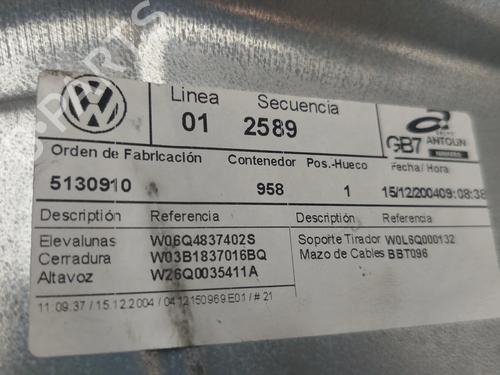 Linea Secuencia
01 2589
GRUPO ANTOLIN
GB7
Orden de Fabricación Contenedor Pos.-Hueco Fecha/ Hora
5130910 958 1 15/12/200409:08:38
Descripción Referencia Descripción Referencia
Elevalunas W06Q4837402S
Cerradura W03B1837016BQ
Altavoz W26Q0035411A
Soporte Tirador W0L6Q000132
Mazo de Cables BBT096
11:09:37 / 15.12.2004 / 0412150969E01 / # 21